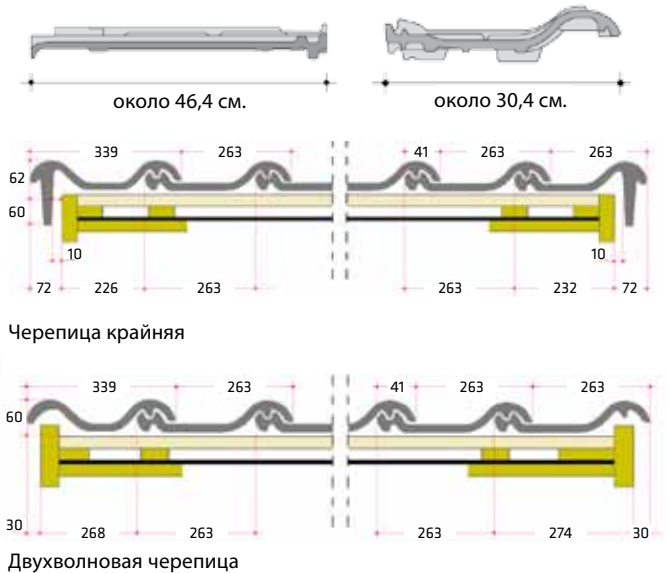 около 46,4 см. около 30,4 см.
339 263 41 263 263
62
60
10 10
72 226 263 263 232 72
Черепица крайняя
339 263 41 263 263
60
30
268 263 263 274 30
Двухволновая черепица